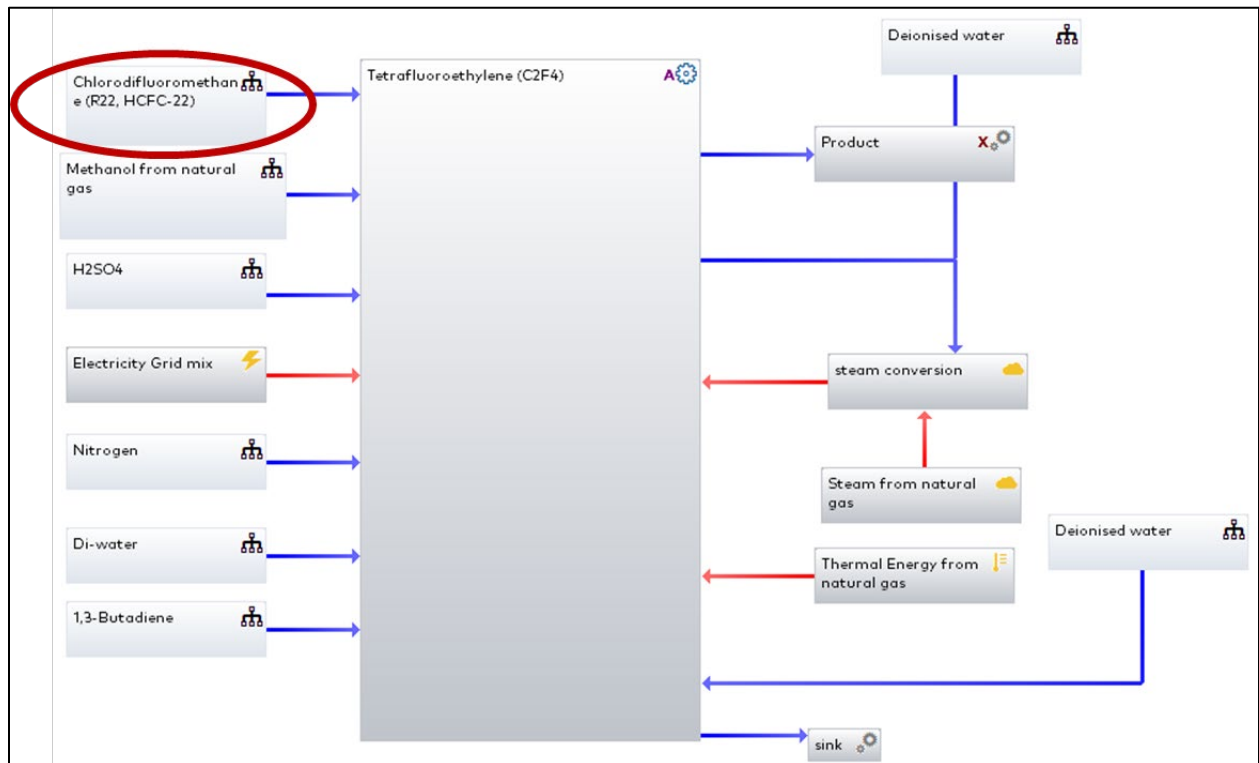 Deionised water
Chlorodifluoromethan
e (R22, HCFC-22)
Tetrafluoroethylene (C2F4)
A
Product
X
Methanol from natural
gas
H2SO4
Electricity Grid mix
steam conversion
Nitrogen
Steam from natural
gas
Di-water
Deionised water
Thermal Energy from
natural gas
1,3-Butadiene
sink